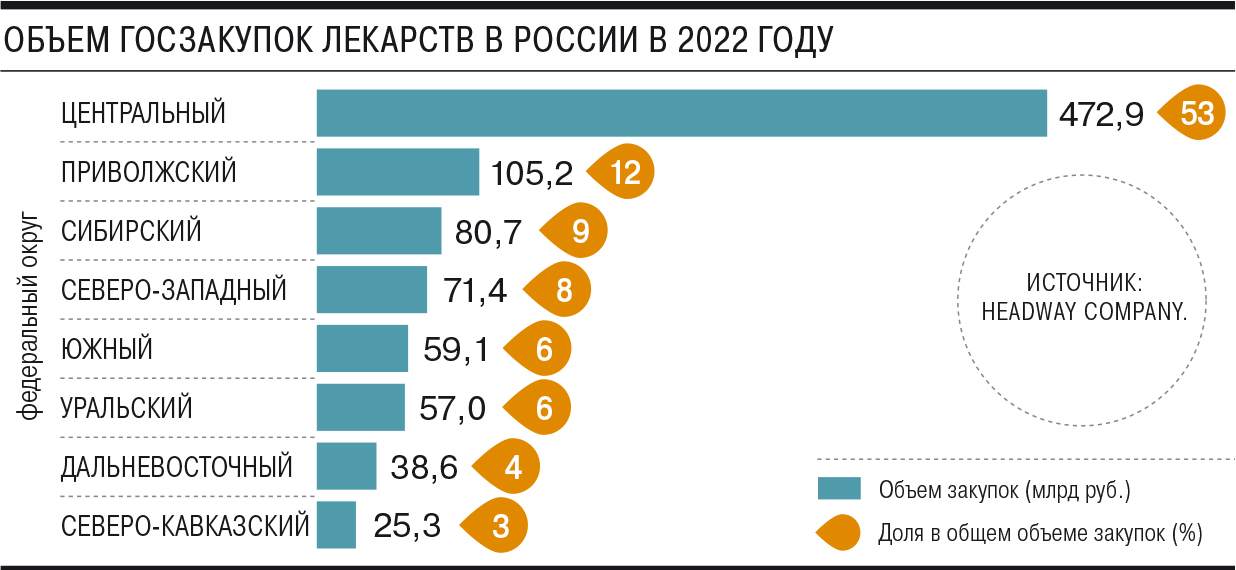 ОБЪЕМ ГОСЗАКУПОК ЛЕКАРСТВ В РОССИИ В 2022 ГОДУ
федеральный округ
ЦЕНТРАЛЬНЫЙ 472,9 53
ПРИВОЛЖСКИЙ 105,2 12
СИБИРСКИЙ 80,7 9
СЕВЕРО-ЗАПАДНЫЙ 71,4 8
ЮЖНЫЙ 59,1 6
УРАЛЬСКИЙ 57,0 6
ДАЛЬНЕВОСТОЧНЫЙ 38,6 4
СЕВЕРО-КАВКАЗСКИЙ 25,3 3
ИСТОЧНИК:
HEADWAY COMPANY.
Объем закупок (млрд руб.)
Доля в общем объеме закупок (%)